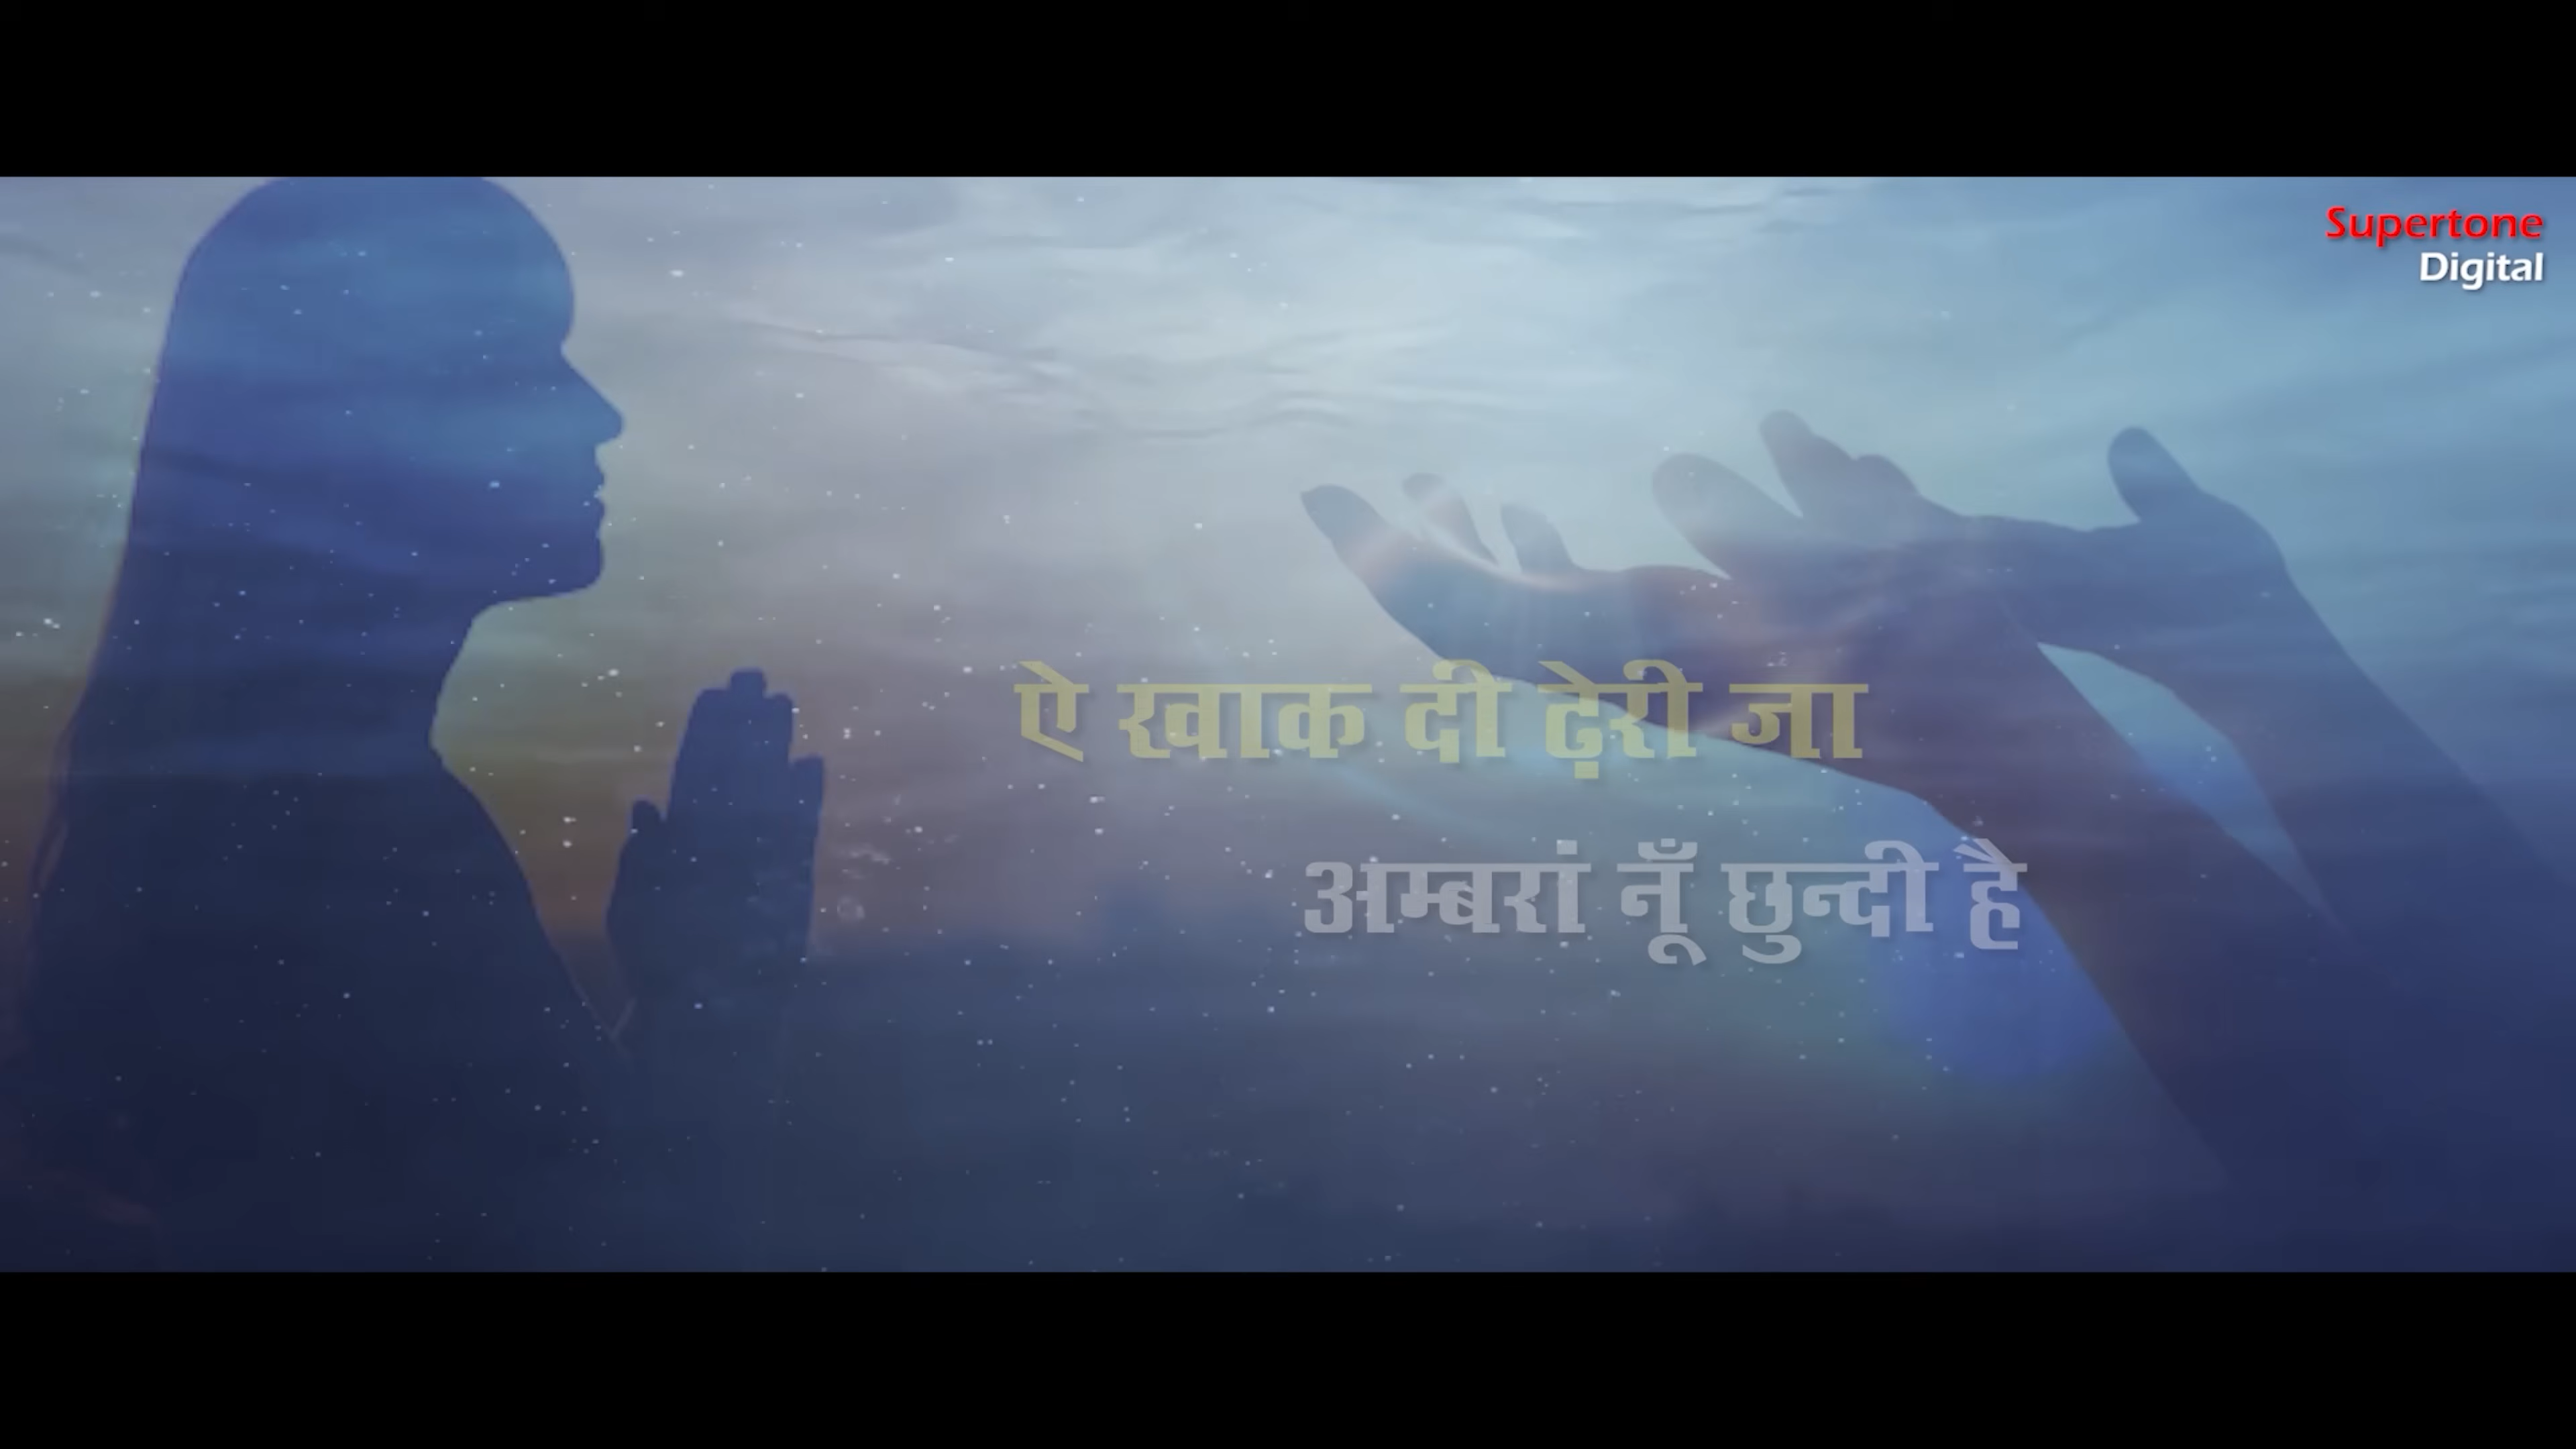 Supertone
Digital
ऐ खाक दी ढ़ेरी जा
अम्बरां नूँ छुन्दी है